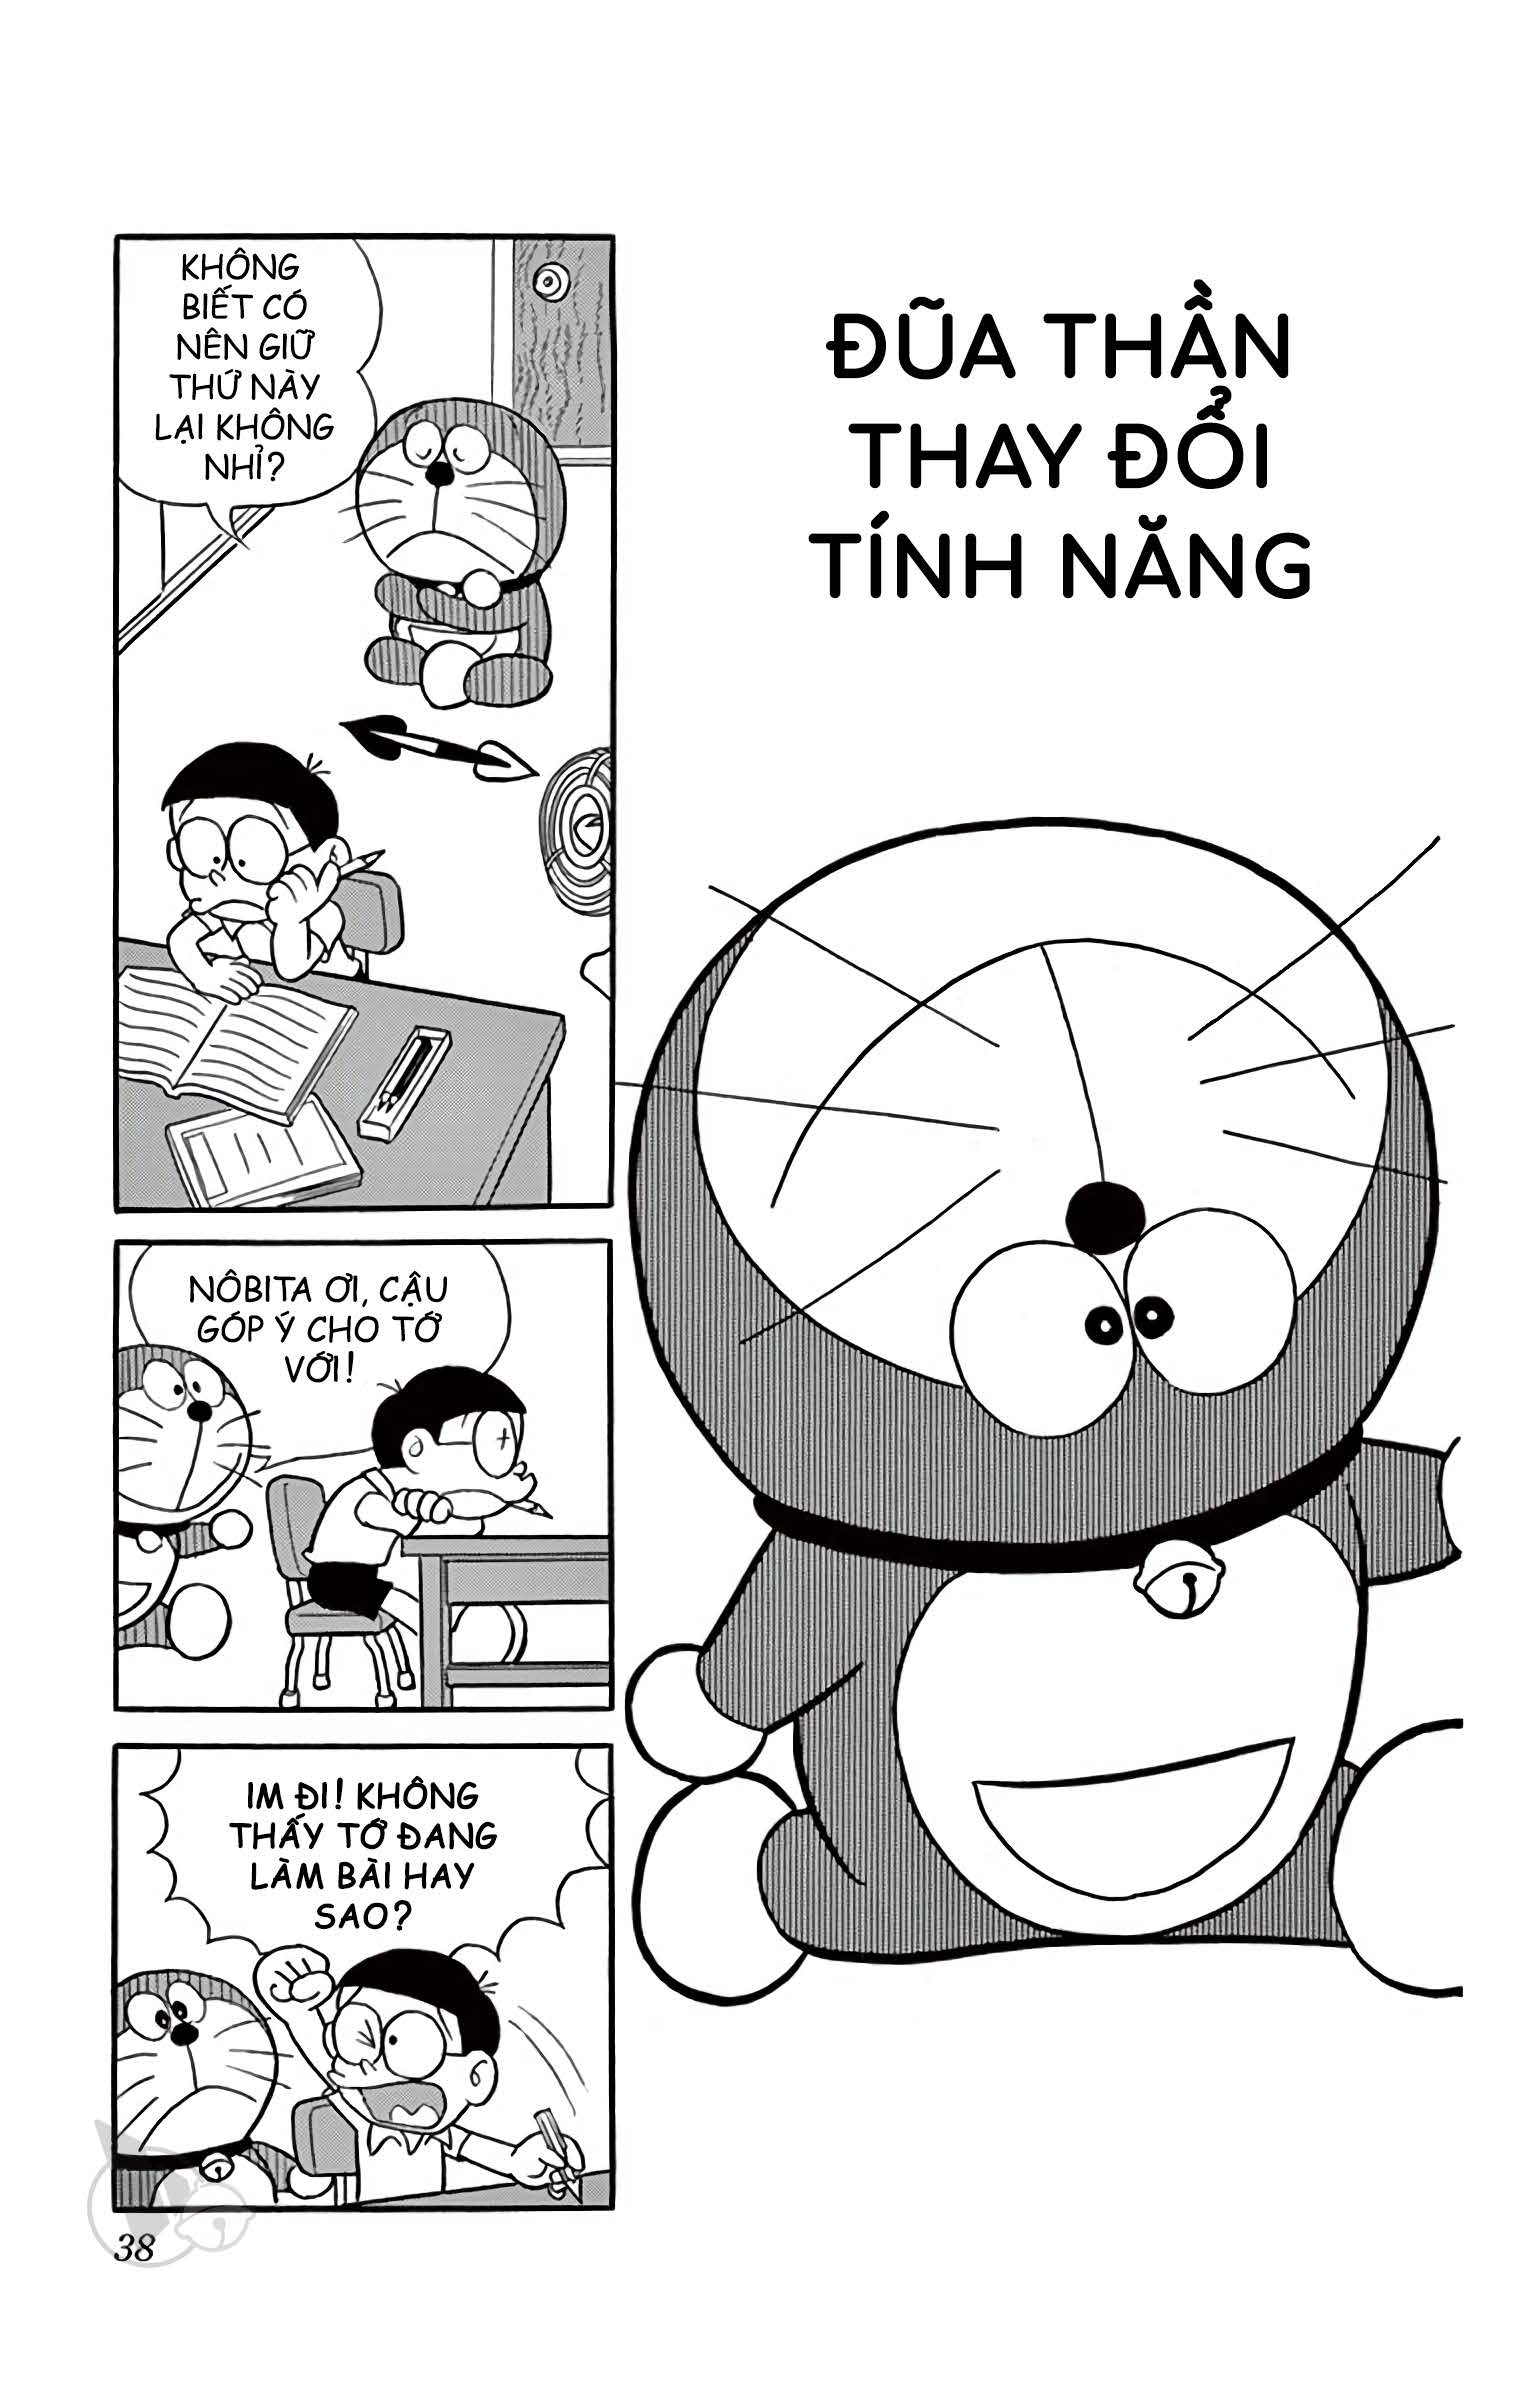 ĐŨA THẦN
THAY ĐỔI
TÍNH NĂNG
KHÔNG
BIẾT CÓ
NÊN GIỮ
THỨ NÀY
LẠI KHÔNG
NHỈ?
NÔBITA ƠI, CẬU
GÓP Ý CHO TỚ
VỚI!
IM ĐI! KHÔNG
THẤY TỚ ĐANG
LÀM BÀI HAY
SAO?
38